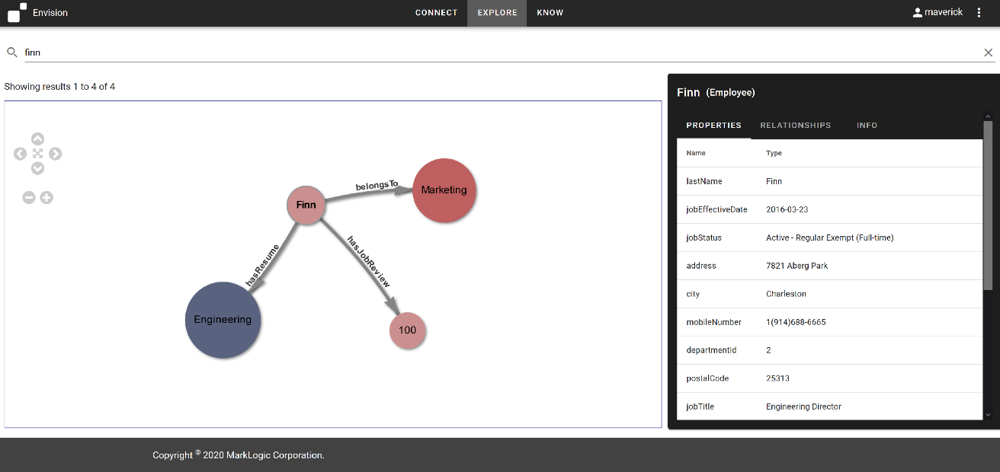 Envision
CONNECT EXPLORE KNOW
maverick
finn
Showing results 1 to 4 of 4
Finn
belongsTo
Marketing
hasResume
hasJobReview
Engineering
100
Finn (Employee)
PROPERTIES RELATIONSHIPS INFO
Name Type
lastName Finn
jobEffectiveDate 2016-03-23
jobStatus Active - Regular Exempt (Full-time)
address 7821 Aberg Park
city Charleston
mobileNumber 1(914)688-6665
departmentId 2
postalCode 25313
jobTitle Engineering Director
Copyright © 2020 MarkLogic Corporation.